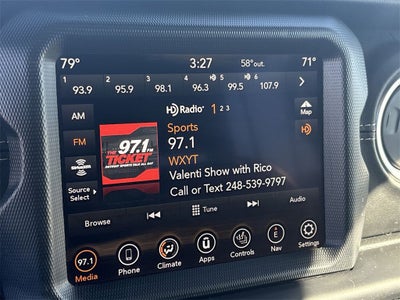 79° 3:27 58°out. 71°
1 2 3 4 5 6
93.9 95.9 98.1 96.3 99.5 107.9
AM
HD Radio 1 2 3
Map
FM
Sports
97.1
WXYT
THE
97.1 FM
TICKET
SiriusXM
Valenti Show with Rico
Call or Text 248-539-9797
Source
Select
Browse Tune Audio
97.1 E
Media Phone Climate Apps Controls Nav Settings